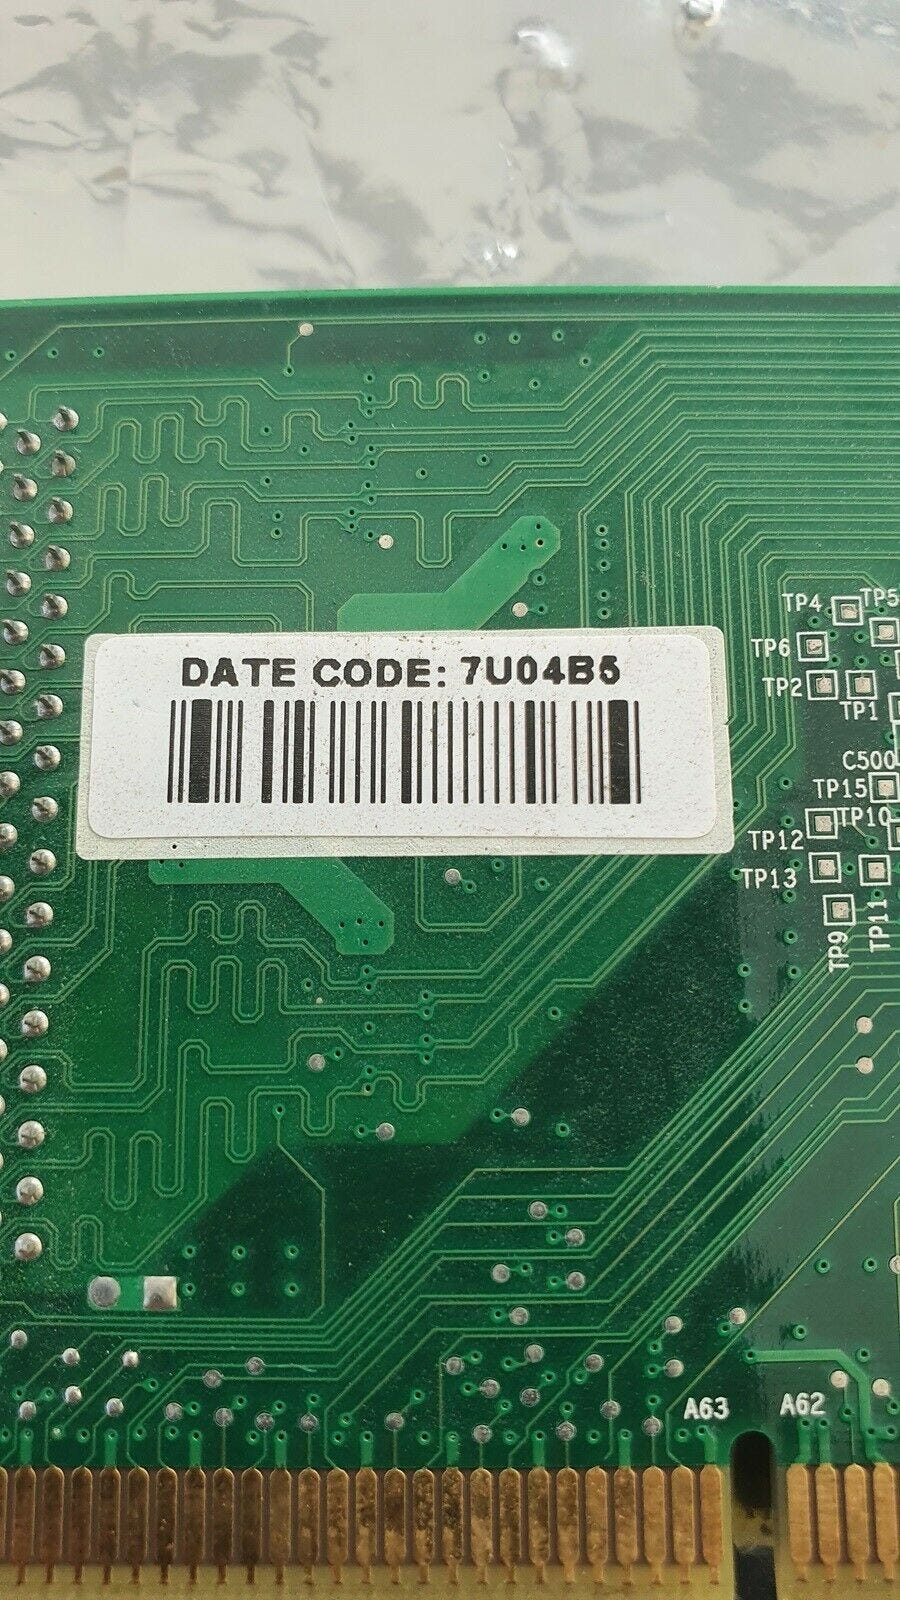 TP4 TP5
TP6
DATE CODE: 7U04B5
TP2
TP1
C500
TP15
TP10
TP12
TP13
TP9
TP11
A63
A62